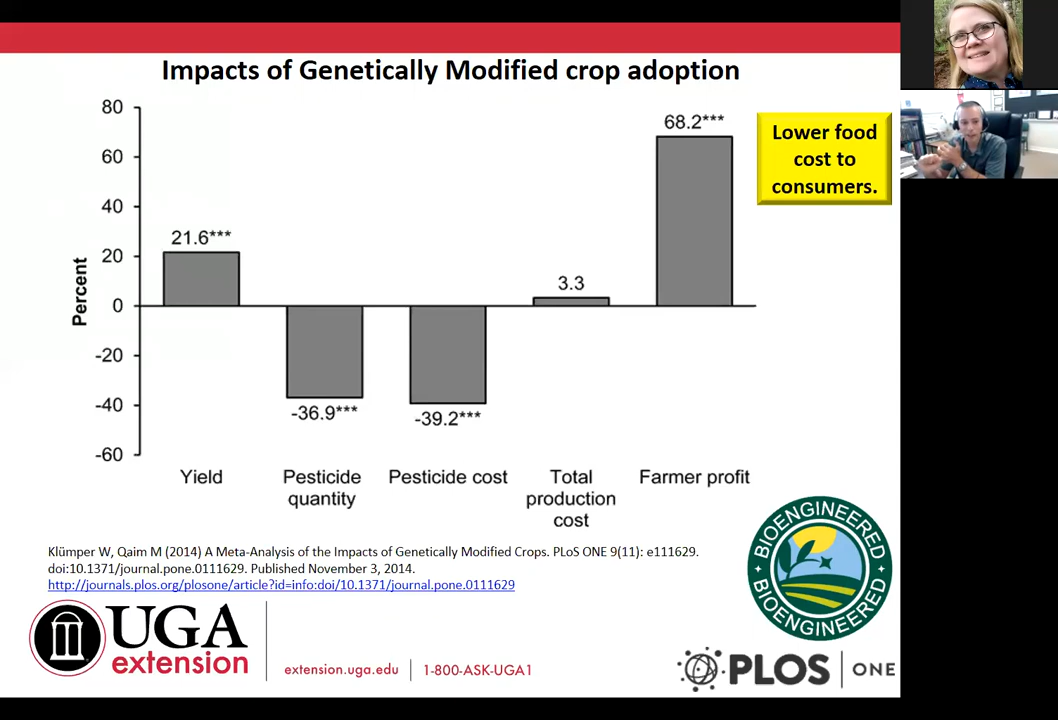 Impacts of Genetically Modified crop adoption
80
60
40
20
0
-20
-40
-60
Percent
21.6***
-36.9***
-39.2***
3.3
68.2***
Yield
Pesticide
quantity
Pesticide cost
Total
production
cost
Farmer profit
Lower food
cost to
consumers.
Klümper W, Qaim M (2014) A Meta-Analysis of the Impacts of Genetically Modified Crops. PLoS ONE 9(11): e111629.
doi:10.1371/journal.pone.0111629. Published November 3, 2014.
http://journals.plos.org/plosone/article?id=info:doi/10.1371/journal.pone.0111629
BIOENGINEERED
BIOENGINEERED
UGA
extension
extension.uga.edu
1-800-ASK-UGA1
PLOS
ONE